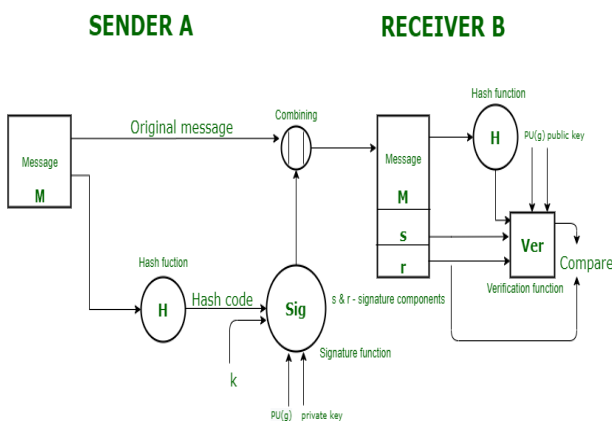 SENDER A
RECEIVER B
Message
M
Original message
Hash fuction
H
Hash code
k
Sig
Signature function
PU(g)
private key
Combining
s & r - signature components
Message
M
s
r
Hash function
H
PU(g) public key
Ver
Verification function
Compare